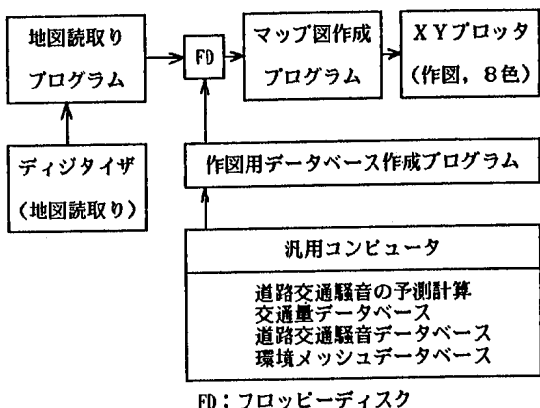 地図読取り
プログラム
FD
マップ図作成
プログラム
ＸＹプロッタ
(作図，８色)
ディジタイザ
(地図読取り)
作図用データベース作成プログラム
汎用コンピュータ
道路交通騒音の予測計算
交通量データベース
道路交通騒音データベース
環境メッシュデータベース
FD；フロッピーディスク